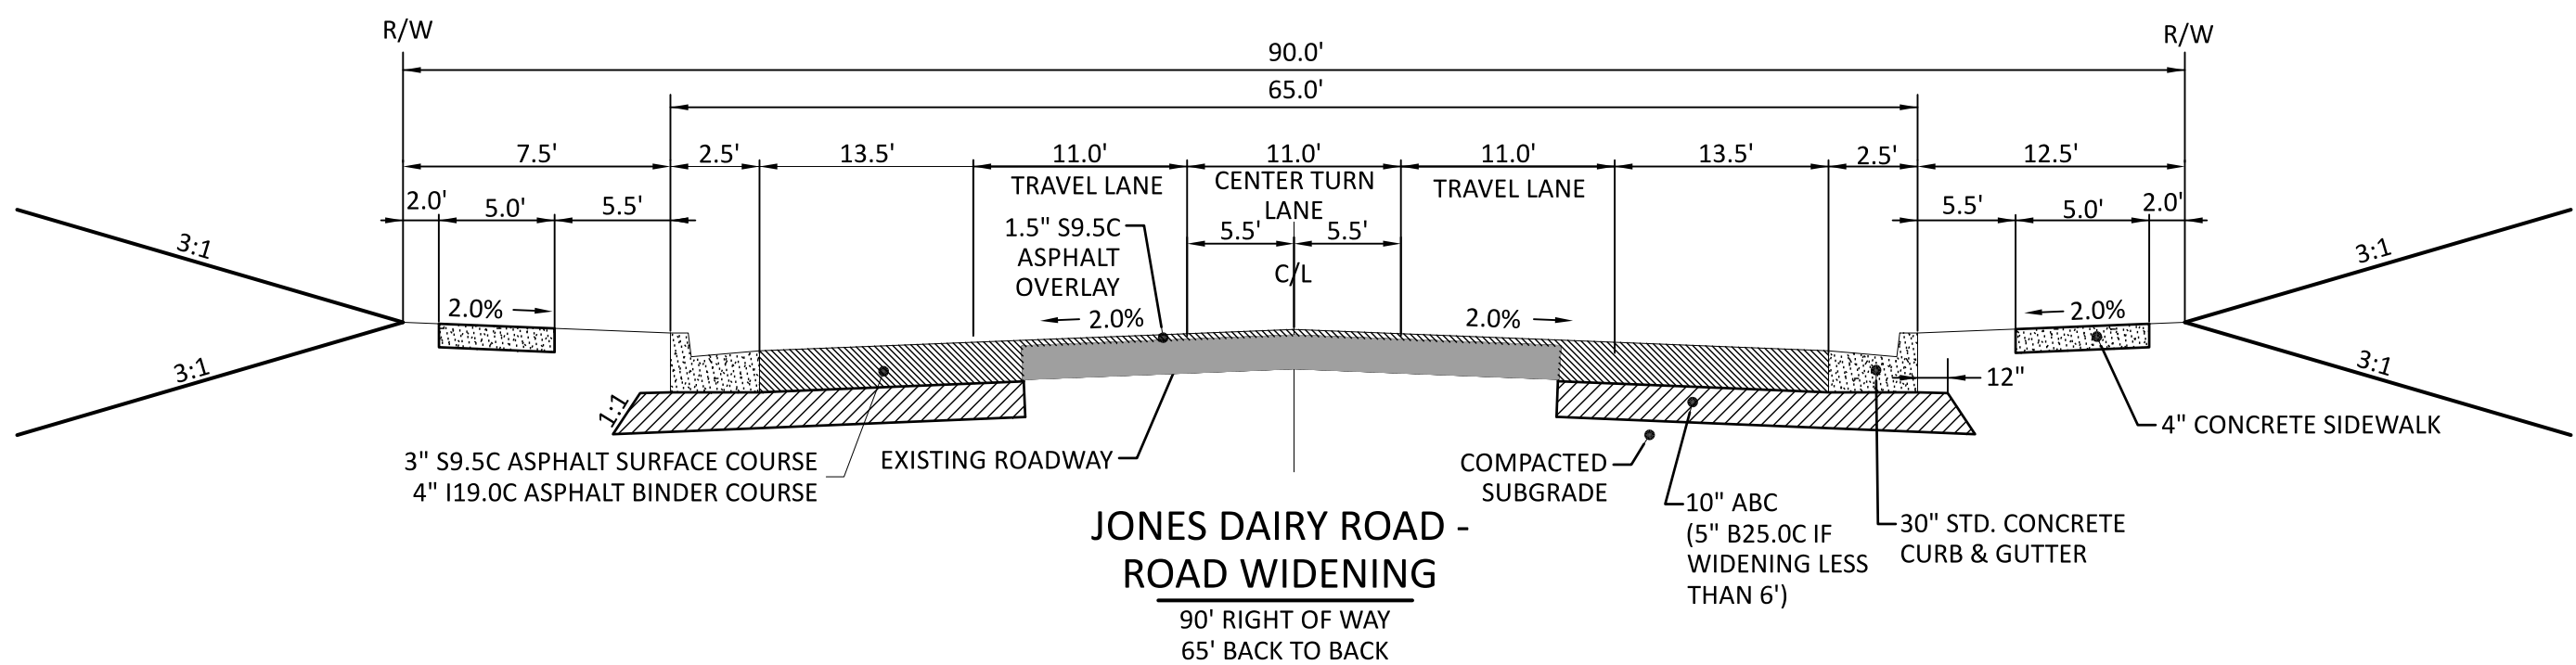 R/W
R/W
90.0'
65.0'
7.5'
2.5'
13.5'
11.0'
11.0'
11.0'
13.5'
2.5'
12.5'
TRAVEL LANE
CENTER TURN
LANE
TRAVEL LANE
2.0'
5.0'
5.5'
5.5'
5.0'
2.0'
1.5" S9.5C
ASPHALT
OVERLAY
5.5'
5.5'
C/L
3:1
3:1
3:1
3:1
2.0%
2.0%
2.0%
2.0%
1:1
12"
4" CONCRETE SIDEWALK
3" S9.5C ASPHALT SURFACE COURSE
4" I19.0C ASPHALT BINDER COURSE
EXISTING ROADWAY
COMPACTED
SUBGRADE
10" ABC
(5" B25.0C IF
WIDENING LESS
THAN 6')
30" STD. CONCRETE
CURB & GUTTER
JONES DAIRY ROAD -
ROAD WIDENING
90' RIGHT OF WAY
65' BACK TO BACK